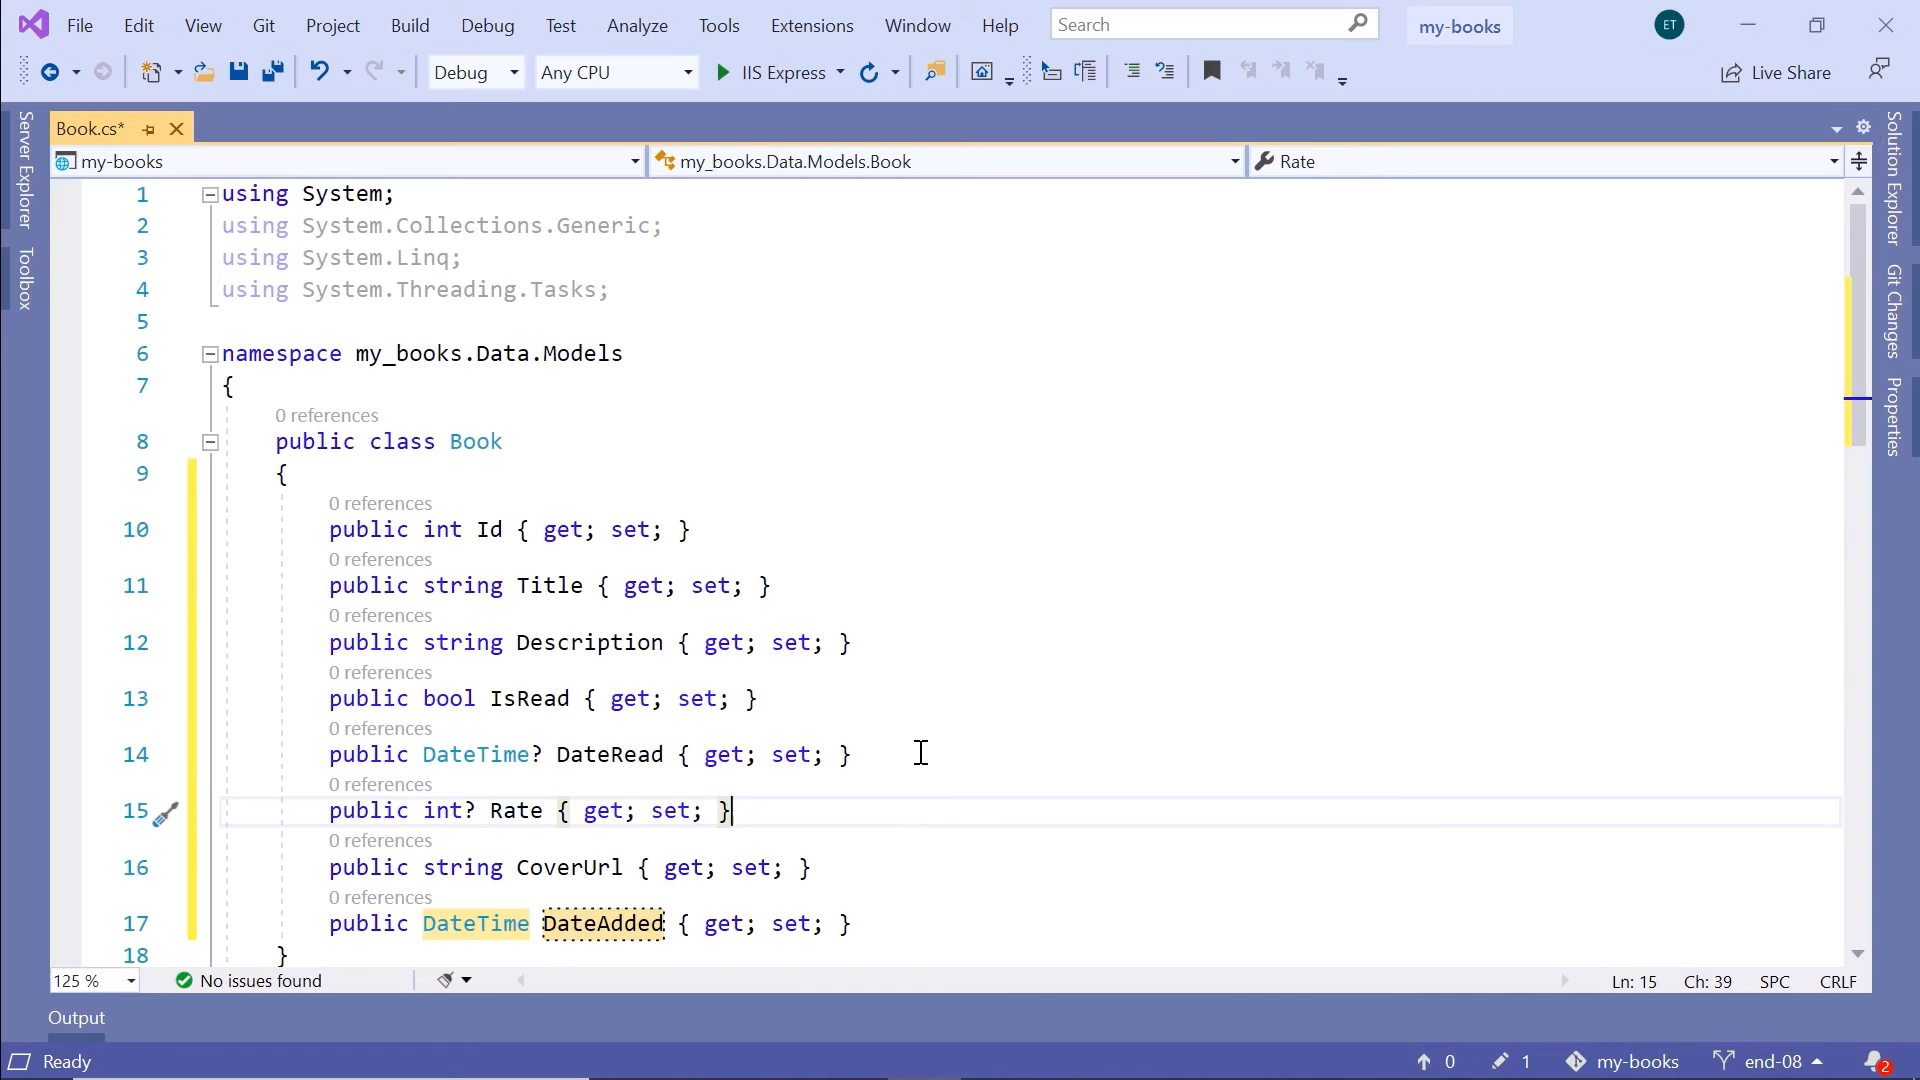 File Edit View Git Project Build Debug Test Analyze Tools Extensions Window Help Search my-books ET
Debug Any CPU IIS Express Live Share
Server Explorer
Toolbox
Book.cs*
my-books my_books.Data.Models.Book Rate
1 using System;
2 using System.Collections.Generic;
3 using System.Linq;
4 using System.Threading.Tasks;
5
6 namespace my_books.Data.Models
7 {
0 references
8 public class Book
9 {
0 references
10 public int Id { get; set; }
0 references
11 public string Title { get; set; }
0 references
12 public string Description { get; set; }
0 references
13 public bool IsRead { get; set; }
0 references
14 public DateTime? DateRead { get; set; }
0 references
15 public int? Rate { get; set; }
0 references
16 public string CoverUrl { get; set; }
0 references
17 public DateTime DateAdded { get; set; }
18 }
Solution Explorer
Git Changes
Properties
125 % No issues found Ln: 15 Ch: 39 SPC CRLF
Output
Ready 0 1 my-books end-08 2